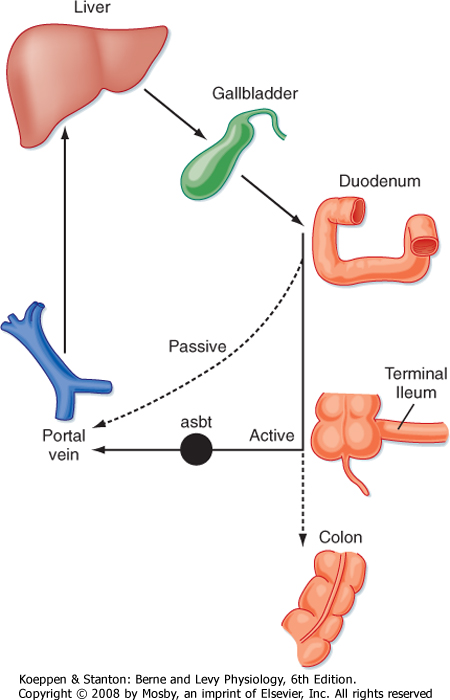 Liver
Gallbladder
Duodenum
Passive
Terminal
Ileum
asbt
Active
Portal
vein
Colon
Koeppen & Stanton: Berne and Levy Physiology, 6th Edition.
Copyright © 2008 by Mosby, an imprint of Elsevier, Inc. All rights reserved